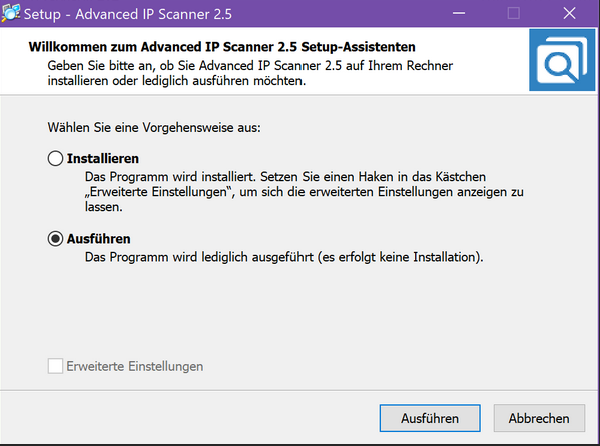 Setup - Advanced IP Scanner 2.5
Willkommen zum Advanced IP Scanner 2.5 Setup-Assistenten
Geben Sie bitte an, ob Sie Advanced IP Scanner 2.5 auf Ihrem Rechner
installieren oder lediglich ausführen möchten.
Wählen Sie eine Vorgehensweise aus:
Installieren
Das Programm wird installiert. Setzen Sie einen Haken in das Kästchen
„Erweiterte Einstellungen“, um sich die erweiterten Einstellungen anzeigen zu
lassen.
Ausführen
Das Programm wird lediglich ausgeführt (es erfolgt keine Installation).
Erweiterte Einstellungen
Ausführen Abbrechen